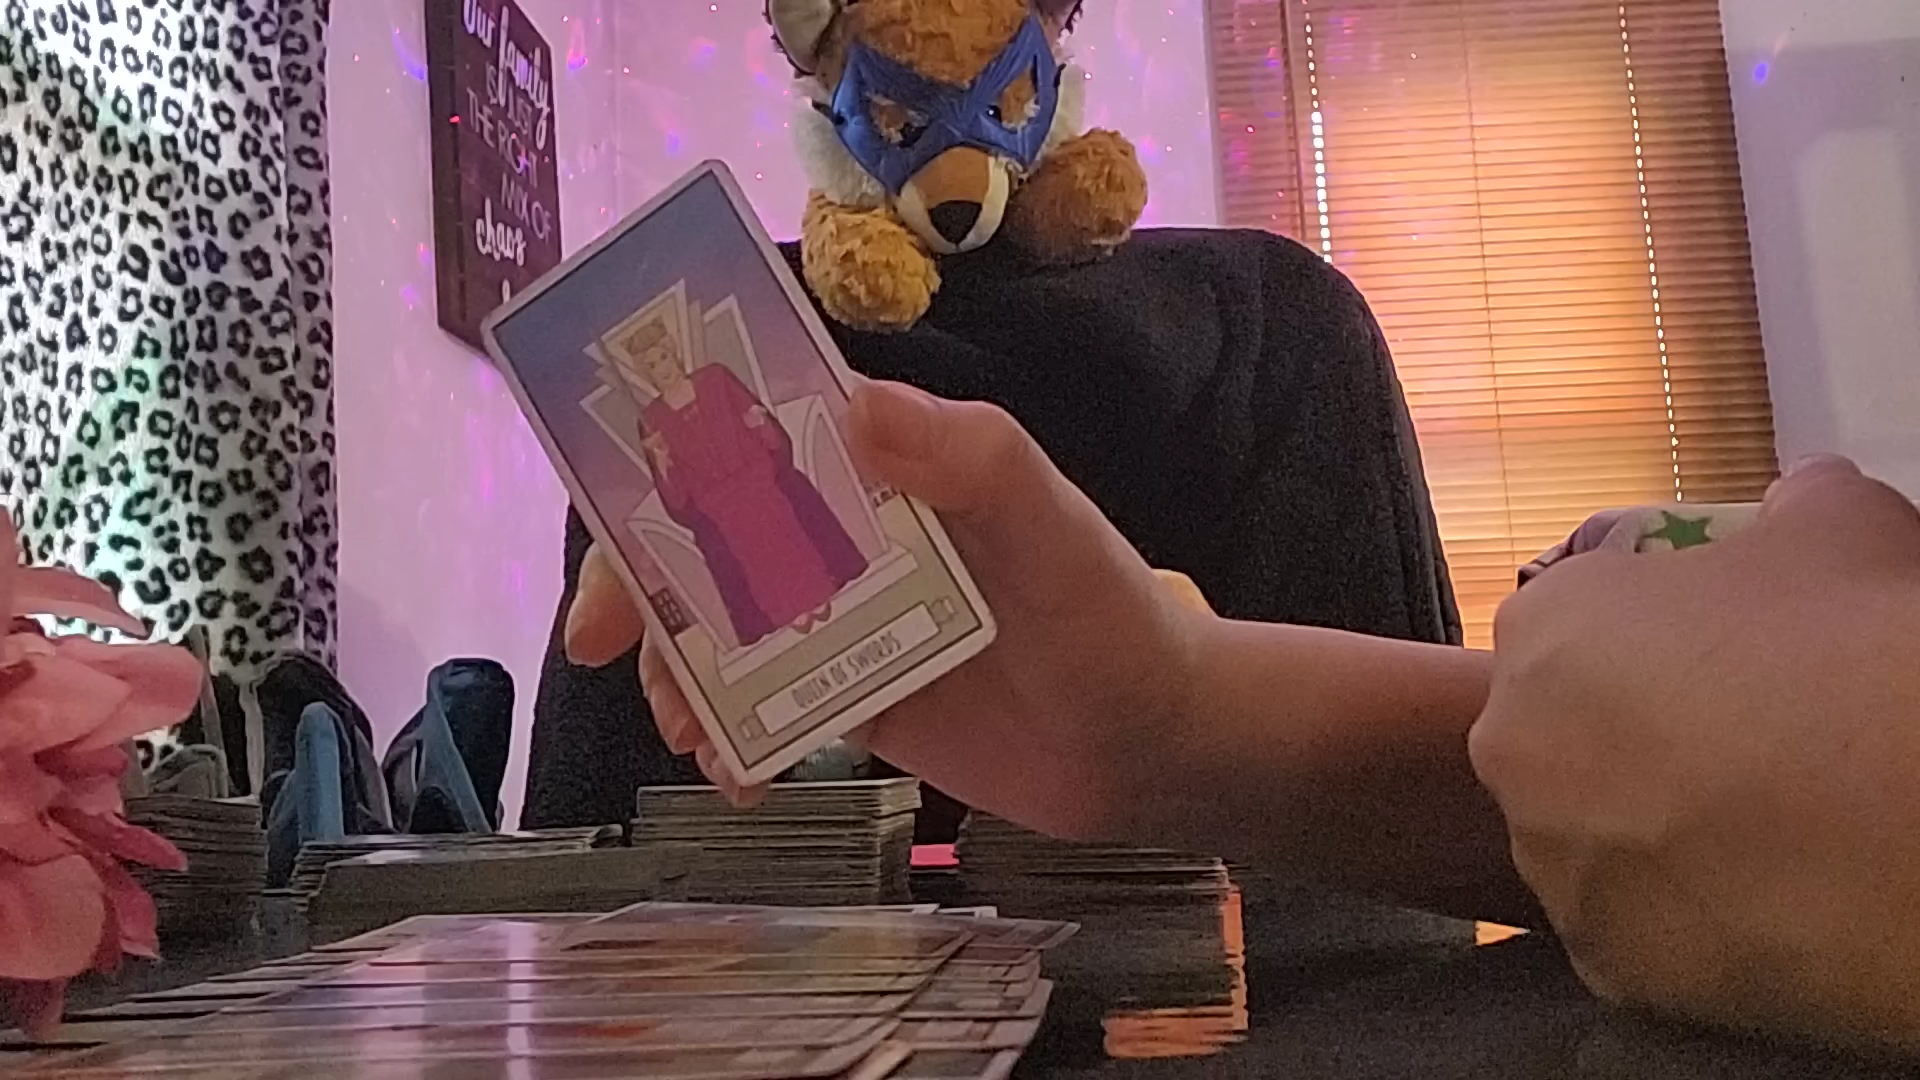 Our family
IS JUST
THE RIGHT
MIX OF
chaos
QUEEN OF SWORDS